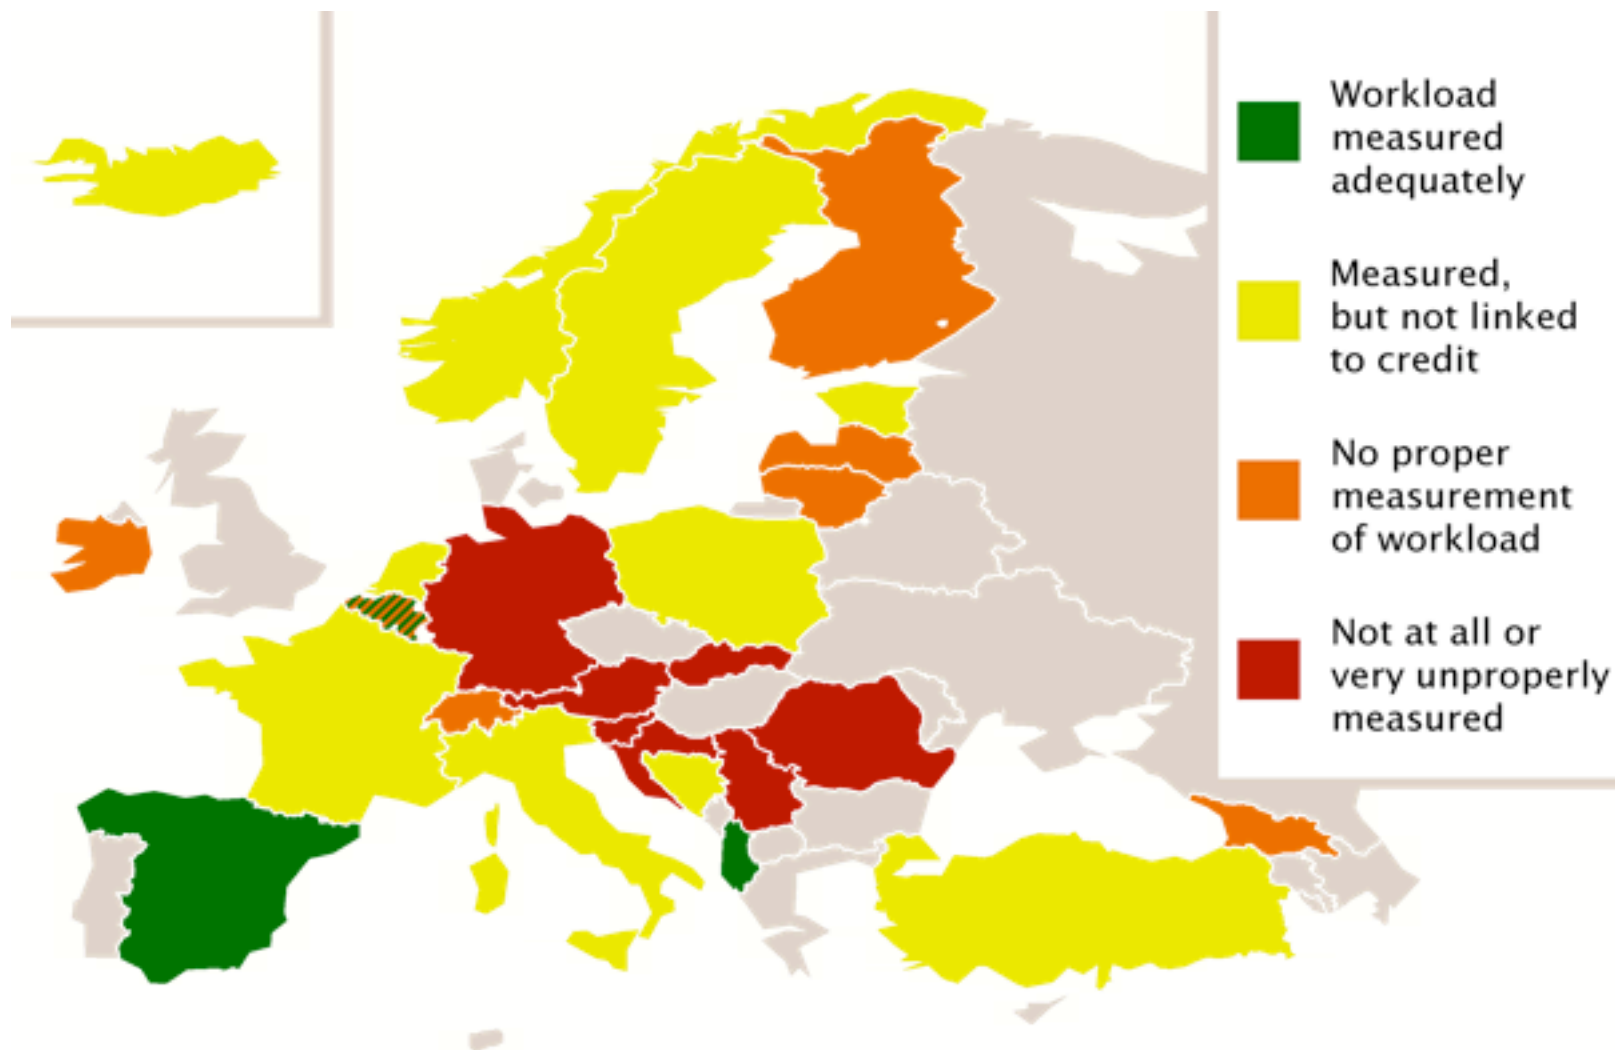 Workload
measured
adequately
Measured,
but not linked
to credit
No proper
measurement
of workload
Not at all or
very unproperly
measured